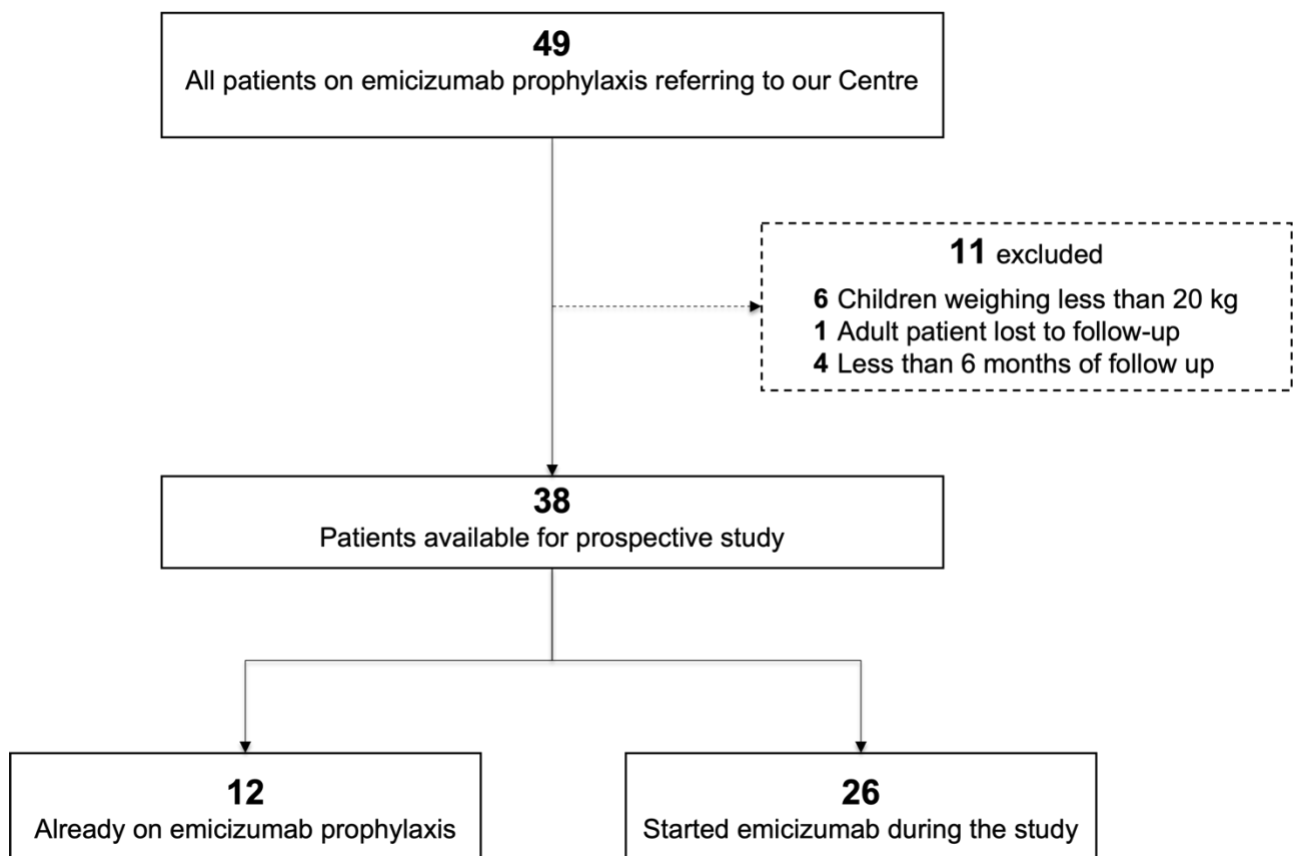 49
All patients on emicizumab prophylaxis referring to our Centre
11 excluded
6 Children weighing less than 20 kg
1 Adult patient lost to follow-up
4 Less than 6 months of follow up
38
Patients available for prospective study
12
Already on emicizumab prophylaxis
26
Started emicizumab during the study